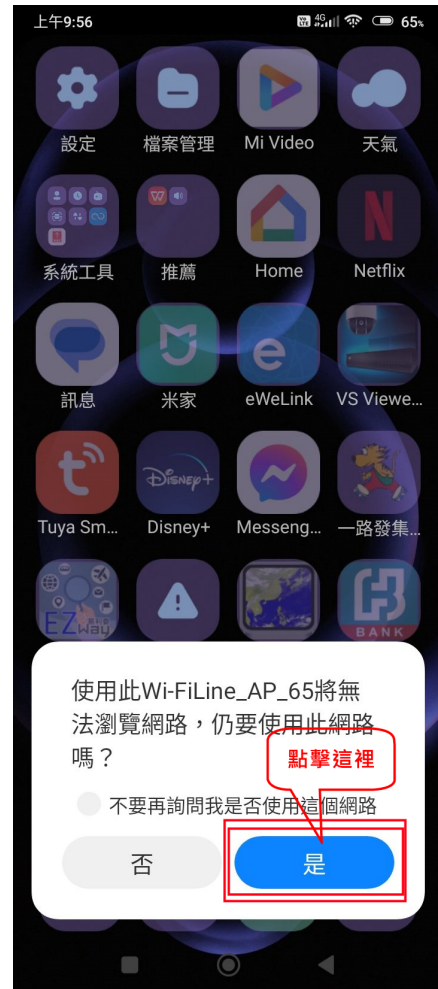 上午9:56
4G
65%
設定
檔案管理
Mi Video
天氣
系統工具
推薦
Home
Netflix
訊息
米家
eWeLink
VS Viewe...
Tuya Sm...
Disney+
Messeng...
一路發集...
EZWay
BANK
使用此Wi-FiLine_AP_65將無
法瀏覽網路，仍要使用此網路
嗎？
點擊這裡
不要再詢問我是否使用這個網路
否
是